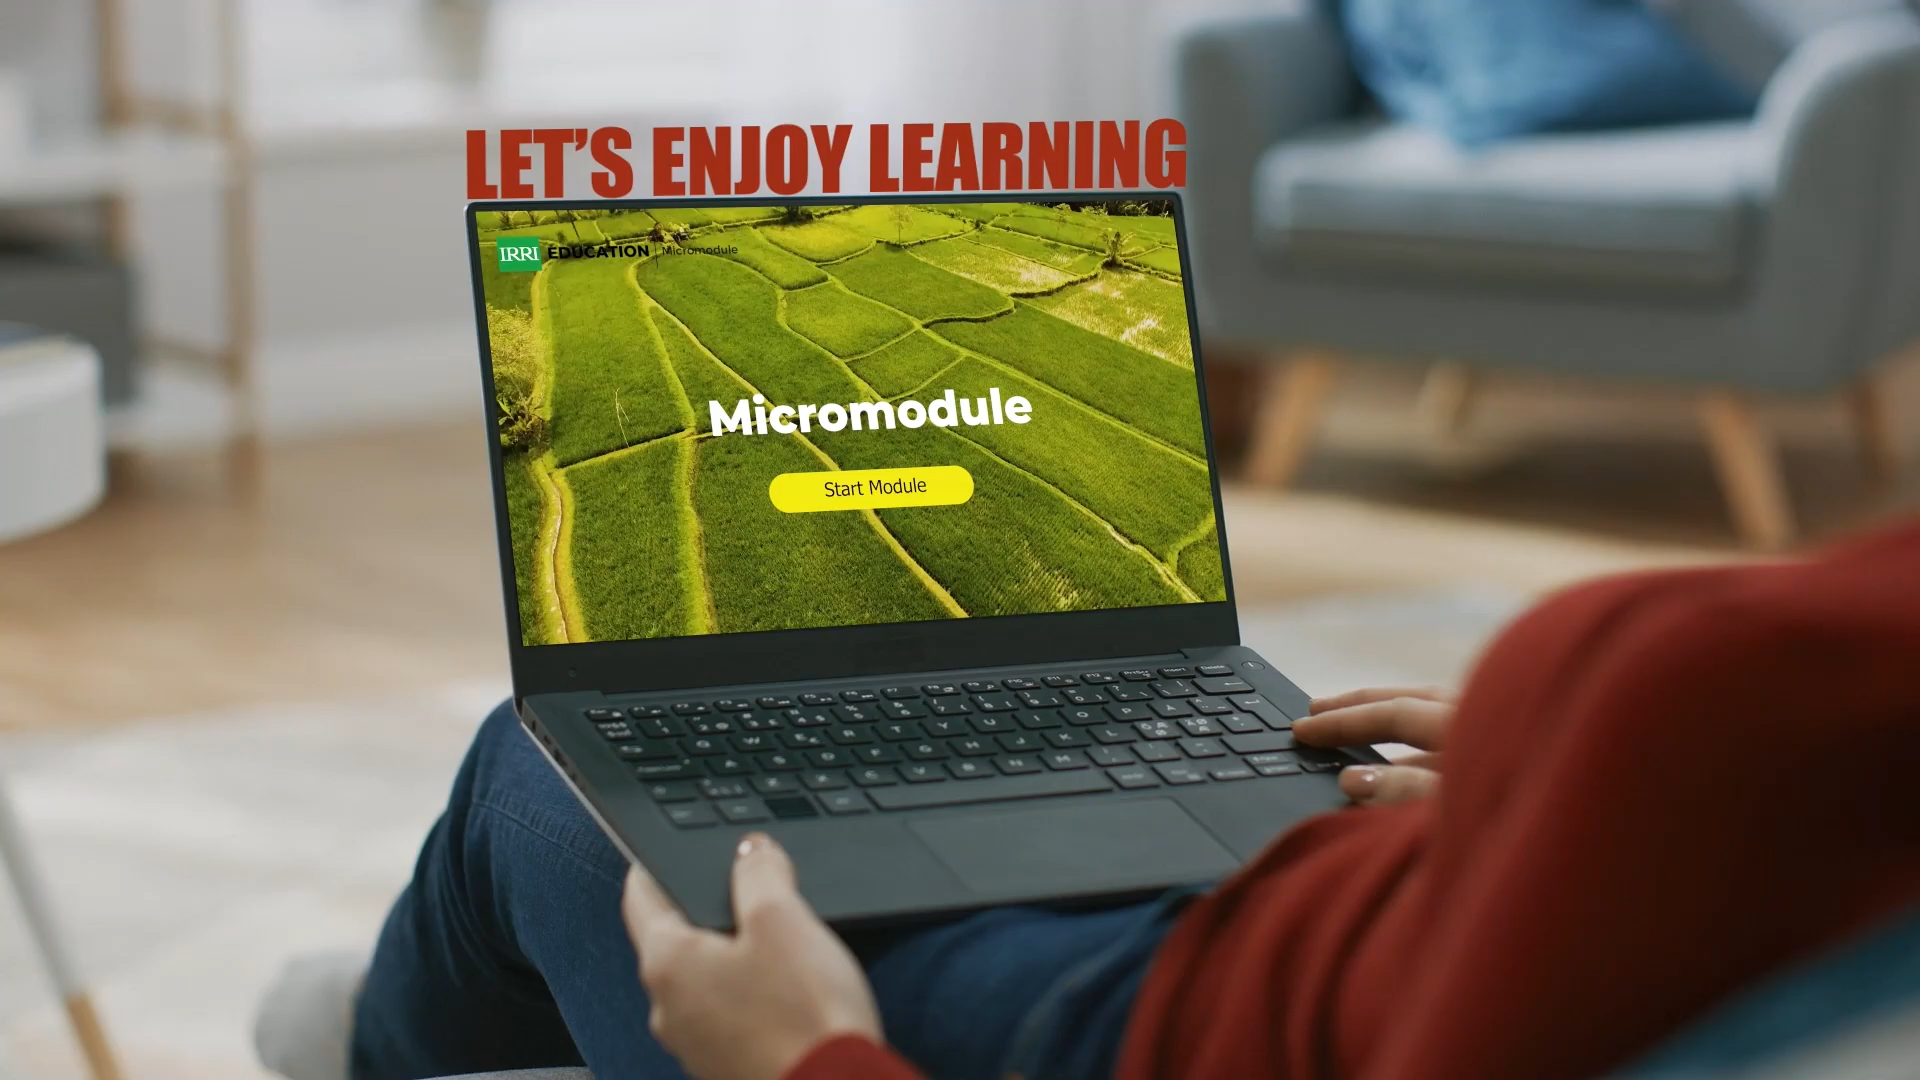 LET'S ENJOY LEARNING
IRRI EDUCATION | Micromodule
Micromodule
Start Module